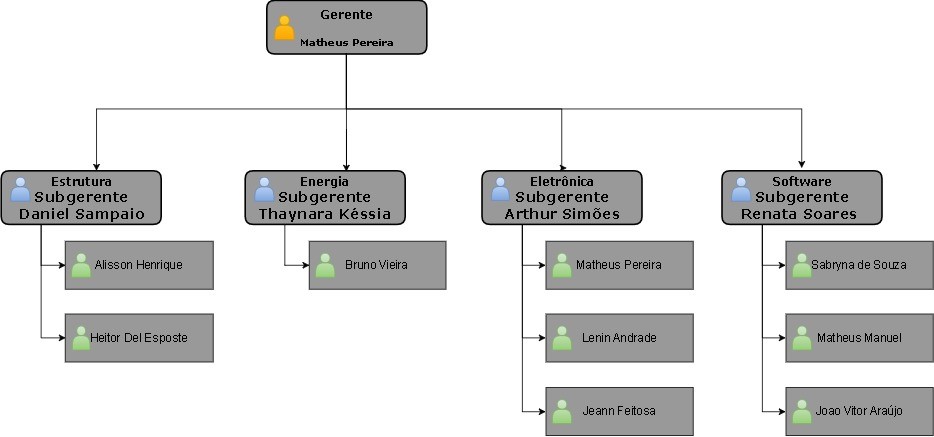 Gerente
Matheus Pereira
Estrutura
Subgerente
Daniel Sampaio
Alisson Henrique
Heitor Del Esposte
Energia
Subgerente
Thaynara Késsia
Bruno Vieira
Eletrônica
Subgerente
Arthur Simões
Matheus Pereira
Lenin Andrade
Jeann Feitosa
Software
Subgerente
Renata Soares
Sabryna de Souza
Matheus Manuel
Joao Vitor Araújo